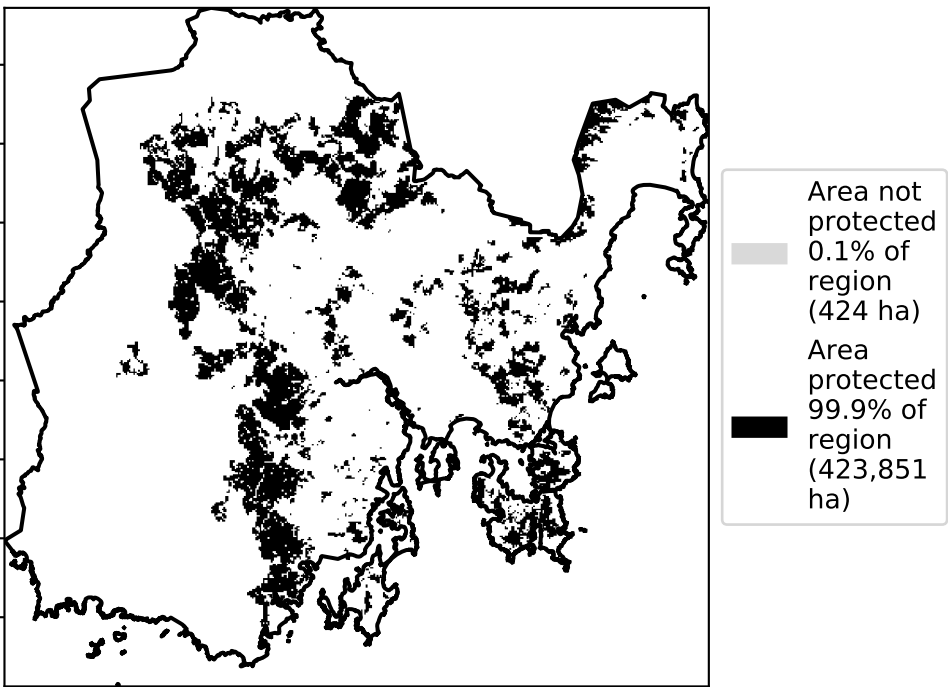 Area not
protected
0.1% of
region
(424 ha)
Area
protected
99.9% of
region
(423,851
ha)